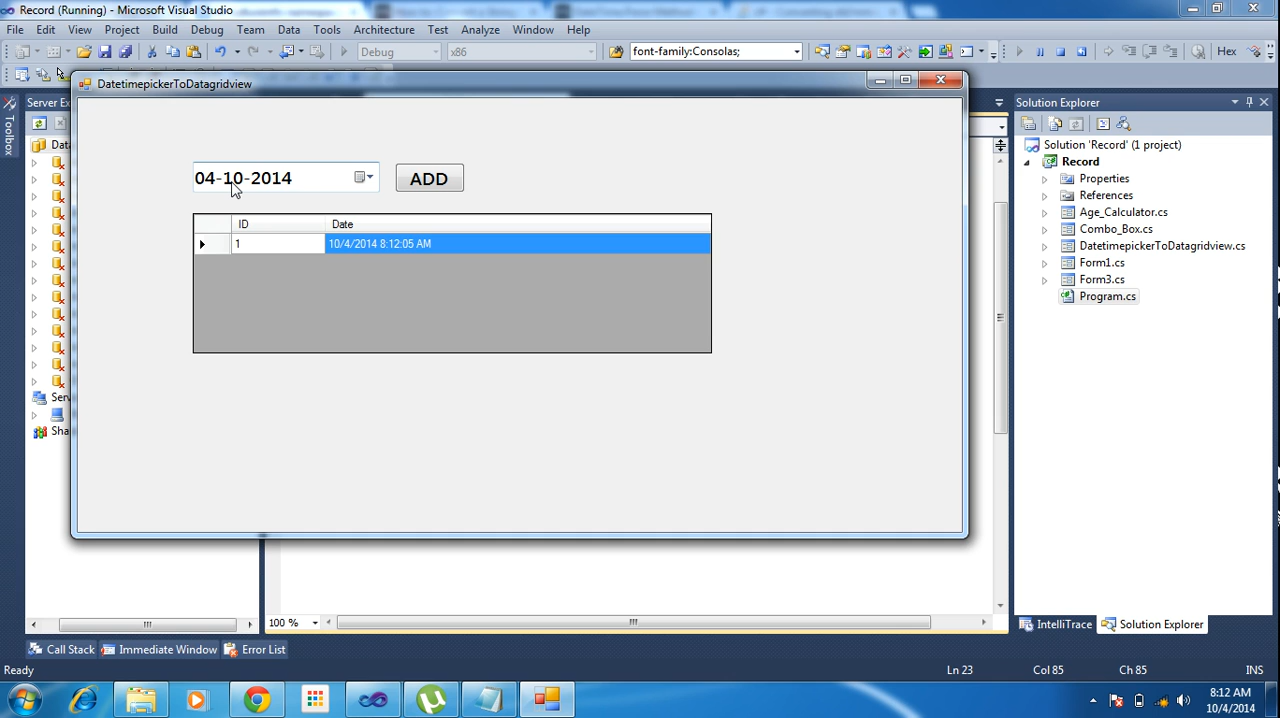 Record (Running) - Microsoft Visual Studio
File Edit View Project Build Debug Team Data Tools Architecture Test Analyze Window Help
Debug x86 font-family:Consolas; Hex
DatetimepickerToDatagridview
04-10-2014 ADD
ID Date
1 10/4/2014 8:12:05 AM
Toolbox
Server
Solution Explorer
Solution 'Record' (1 project)
Record
Properties
References
Age_Calculator.cs
Combo_Box.cs
DatetimepickerToDatagridview.cs
Form1.cs
Form3.cs
Program.cs
100 %
Call Stack Immediate Window Error List
IntelliTrace Solution Explorer
Ready Ln 23 Col 85 Ch 85 INS
8:12 AM
10/4/2014